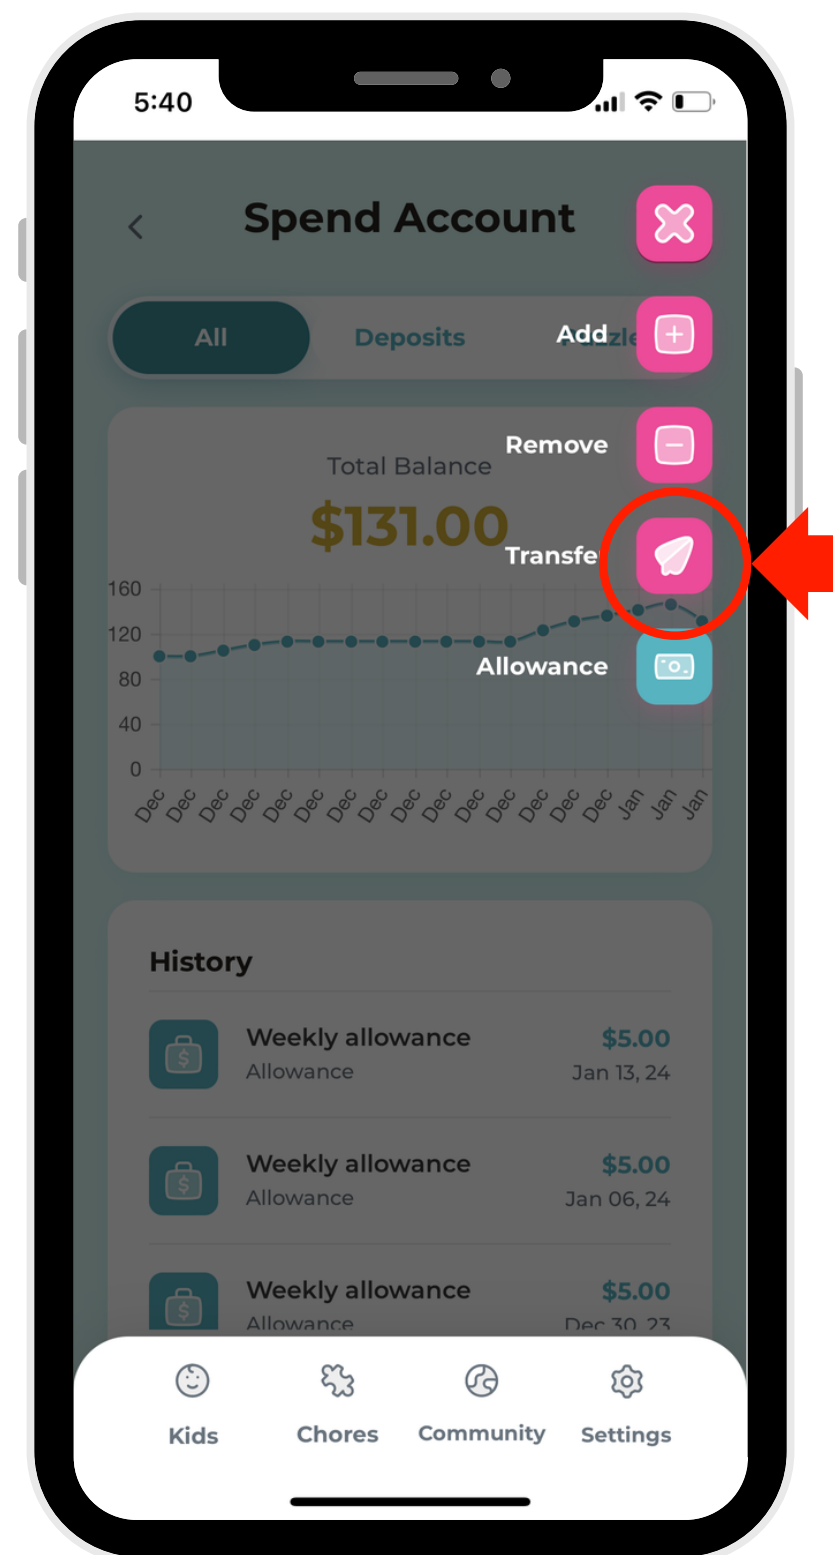 5:40
Spend Account
All
Deposits
Add
Remove
Total Balance
$131.00
Transfer
Allowance
160
120
80
40
0
Dec Dec Dec Dec Dec Dec Dec Dec Dec Dec Dec Dec Dec Dec Dec Jan Jan Jan
History
Weekly allowance $5.00
Allowance Jan 13, 24
Weekly allowance $5.00
Allowance Jan 06, 24
Weekly allowance $5.00
Allowance Dec 30, 23
Kids Chores Community Settings